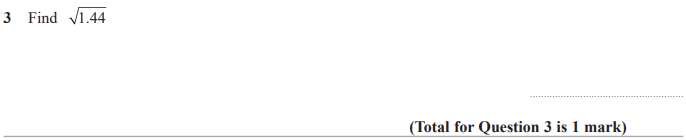 3 Find √1.44
(Total for Question 3 is 1 mark)